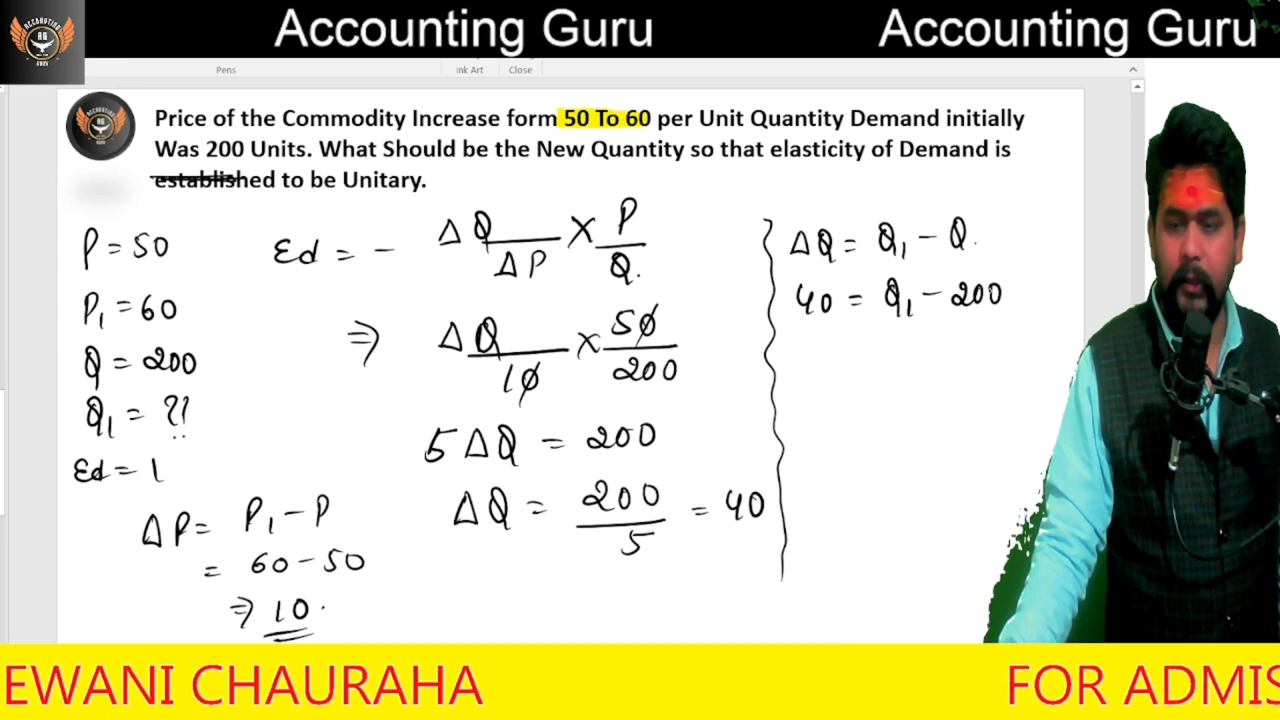 Accounting Guru
Accounting Guru
ACCOUNTING
AG
GURU
Pens
Ink Art
Close
Price of the Commodity Increase form 50 To 60 per Unit Quantity Demand initially
Was 200 Units. What Should be the New Quantity so that elasticity of Demand is
established to be Unitary.
P = 50
P₁ = 60
Q = 200
Q₁ = ??
Ed = 1
ΔP = P₁ - P
= 60 - 50
⇒ 10.
Ed = - ΔQ/ΔP × P/Q.
⇒ ΔQ/10 × 50/200
5ΔQ = 200
ΔQ = 200/5 = 40
ΔQ = Q₁ - Q.
40 = Q₁ - 200
EWANI CHAURAHA
FOR ADMIS